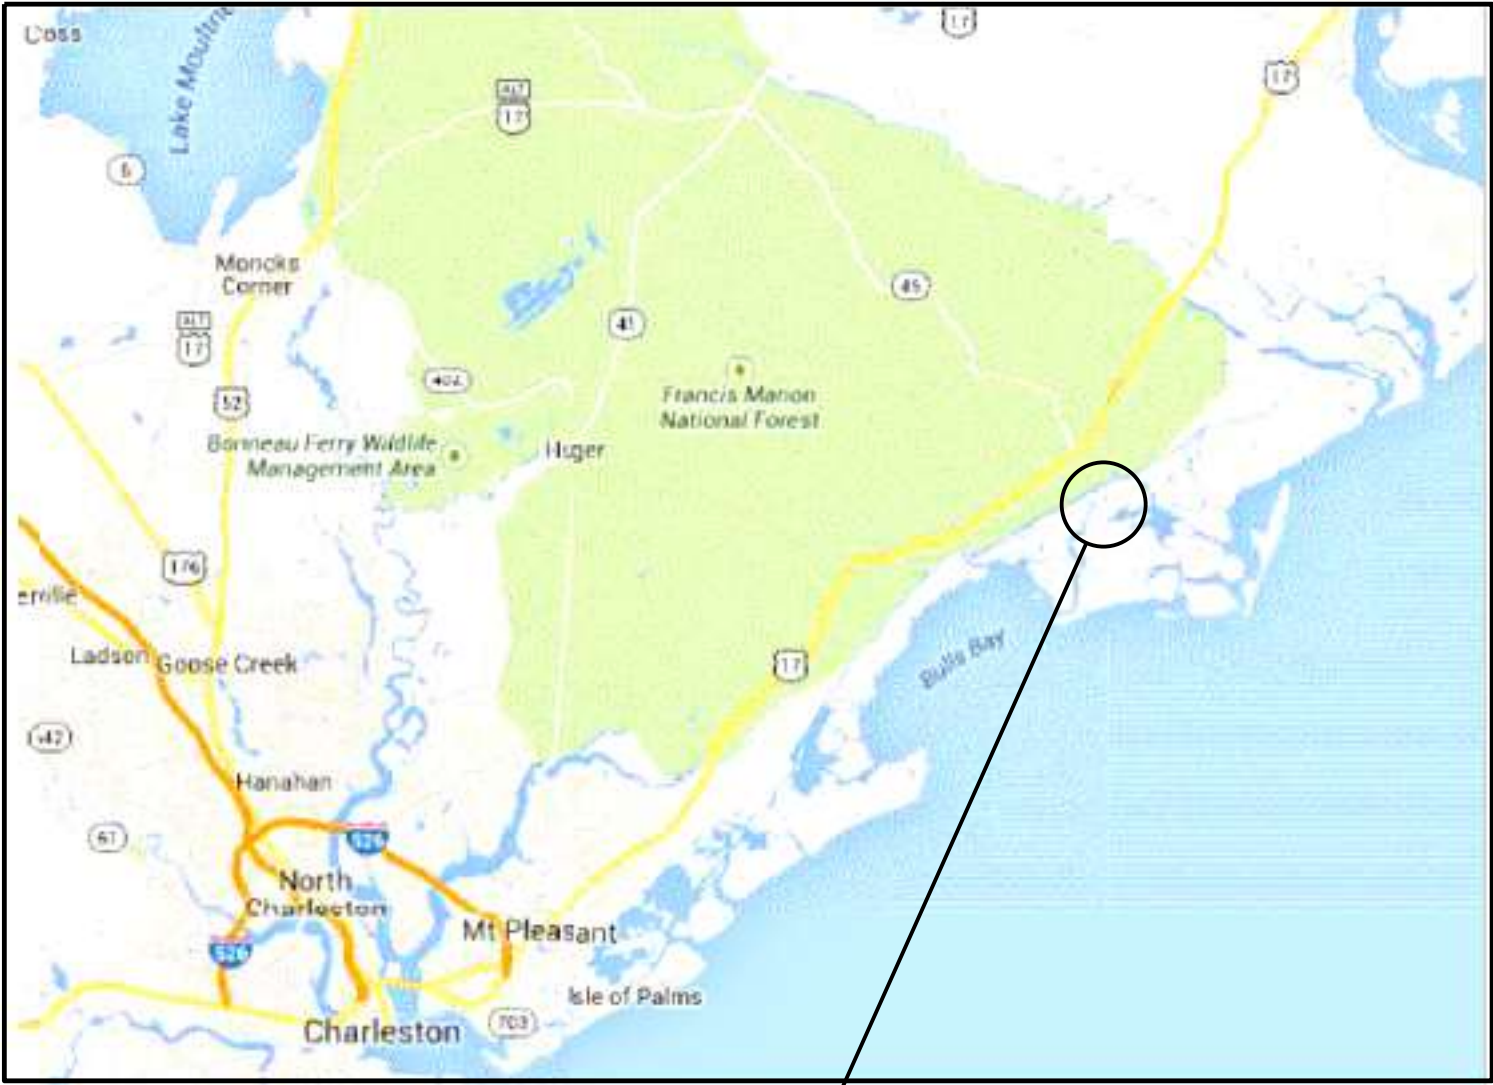 Lake Moultrie
17
17
ALT
17
6
Moncks
Corner
45
ALT
17
41
402
52
Francis Marion
National Forest
Bonneau Ferry Wildlife
Management Area
Huger
176
Ladson
Goose Creek
17
Bulls Bay
Hanahan
61
526
North
Charleston
Mt Pleasant
526
Isle of Palms
703
Charleston